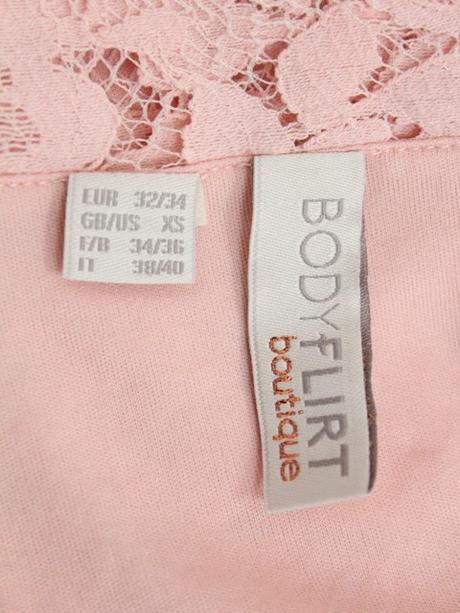 EUR 32/34
GB/US XS
F/B 34/36
IT 38/40
BODYFLIRT
boutique